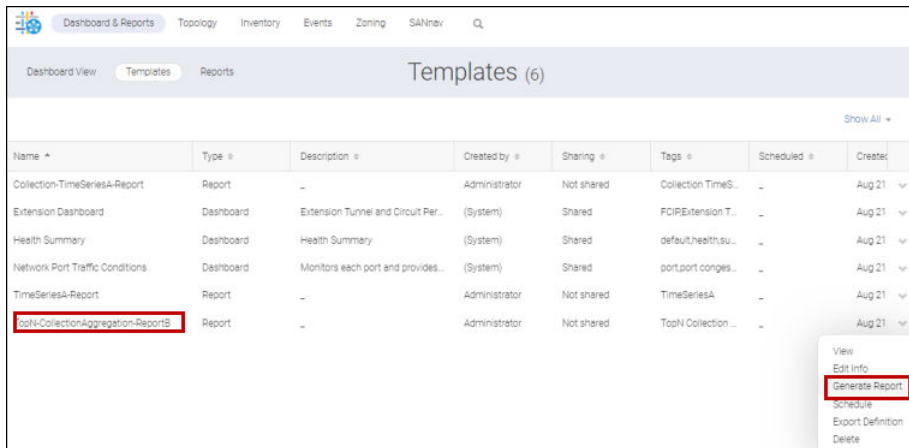 Dashboard & Reports Topology Inventory Events Zoning SANnav
Dashboard View Templates Reports Templates (6)
Show All
Name Type Description Created by Sharing Tags Scheduled Created
Collection-TimeSeriesA-Report Report - Administrator Not shared Collection TimeS... - Aug 21
Extension Dashboard Dashboard Extension Tunnel and Circuit Per... (System) Shared FCIP,Extension T... - Aug 21
Health Summary Dashboard Health Summary (System) Shared default,health,su... - Aug 21
Network Port Traffic Conditions Dashboard Monitors each port and provides... (System) Shared port,port conges... - Aug 21
TimeSeriesA-Report Report - Administrator Not shared TimeSeriesA - Aug 21
TopN-CollectionAggregation-ReportB Report - Administrator Not shared TopN Collection ... - Aug 21
View
Edit Info
Generate Report
Schedule
Export Definition
Delete